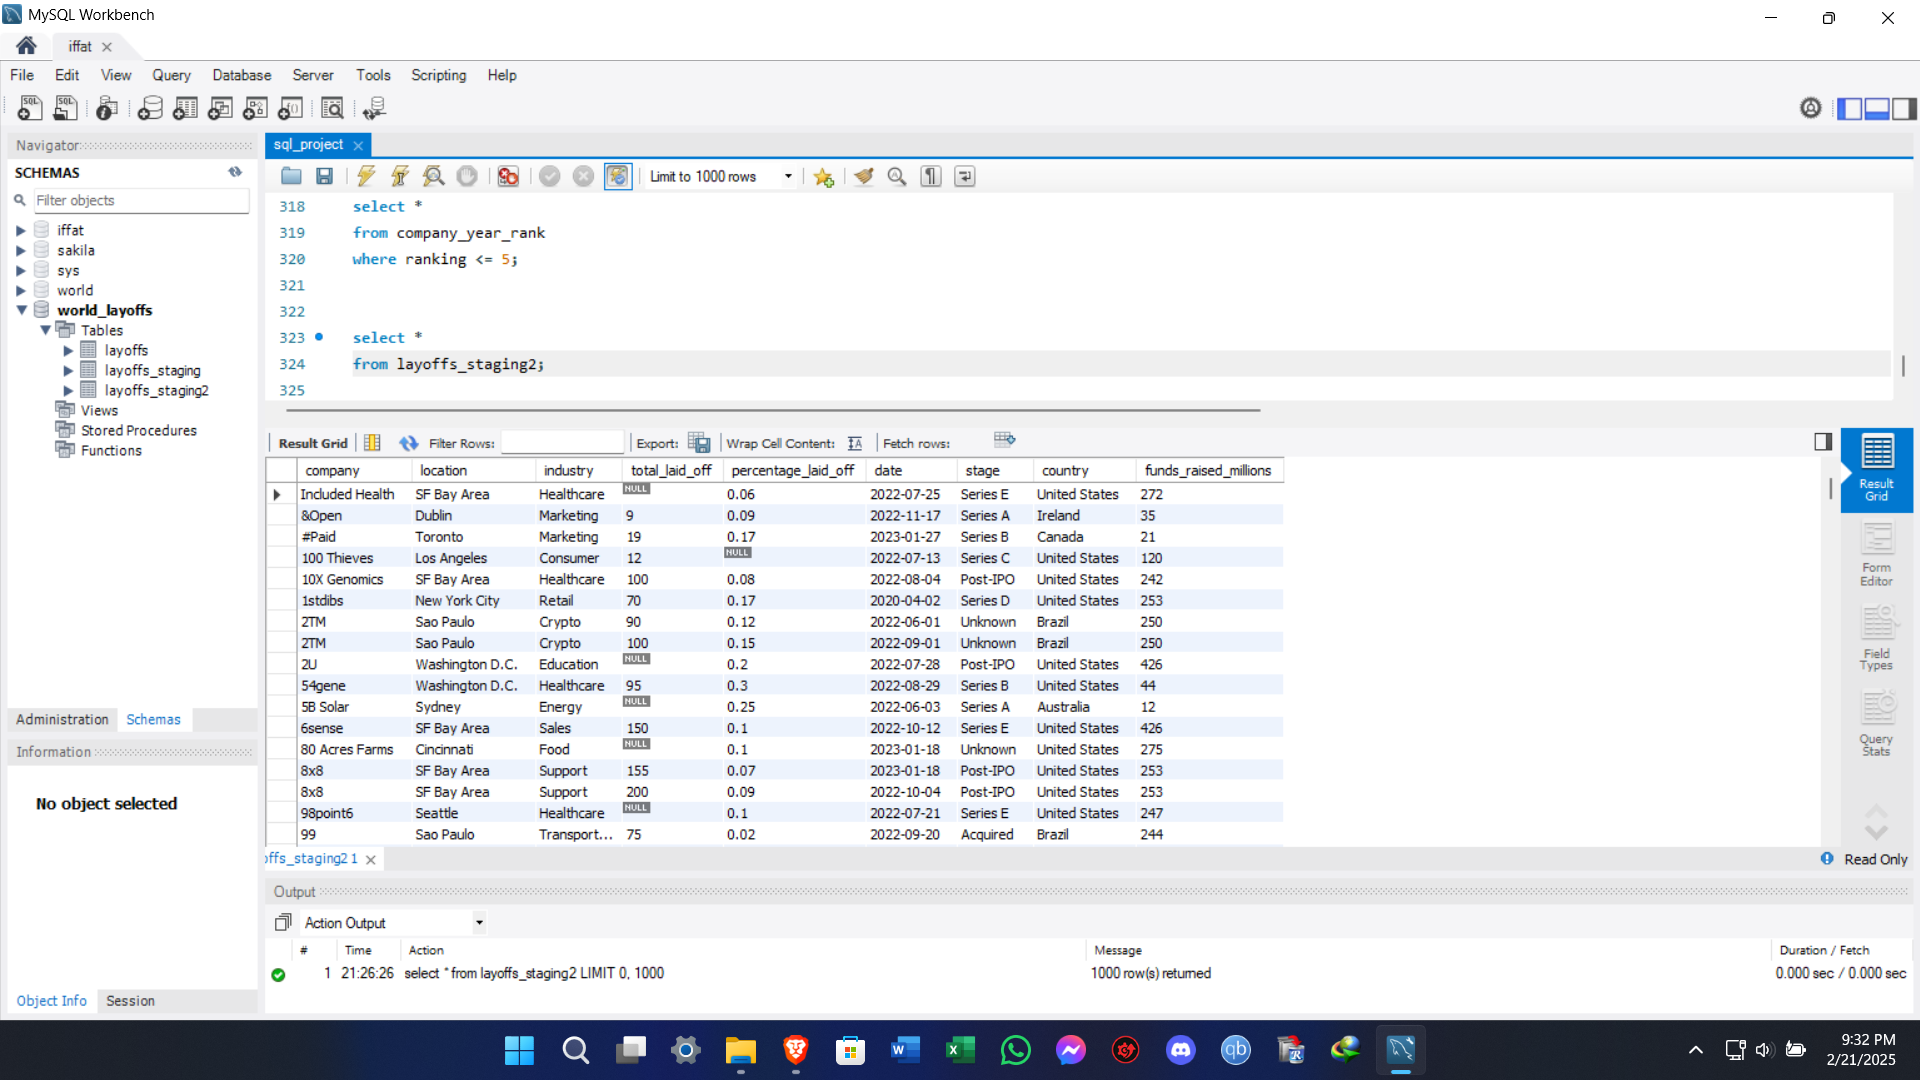 MySQL Workbench
iffat
File Edit View Query Database Server Tools Scripting Help
Navigator
SCHEMAS
Filter objects
iffat
sakila
sys
world
world_layoffs
Tables
layoffs
layoffs_staging
layoffs_staging2
Views
Stored Procedures
Functions
Administration Schemas
Information
No object selected
Object Info Session
sql_project
Limit to 1000 rows
318 select *
319 from company_year_rank
320 where ranking <= 5;
321
322
323 select *
324 from layoffs_staging2;
325
Result Grid Filter Rows: Export: Wrap Cell Content: Fetch rows:
company location industry total_laid_off percentage_laid_off date stage country funds_raised_millions
Included Health SF Bay Area Healthcare NULL 0.06 2022-07-25 Series E United States 272
&Open Dublin Marketing 9 0.09 2022-11-17 Series A Ireland 35
#Paid Toronto Marketing 19 0.17 2023-01-27 Series B Canada 21
100 Thieves Los Angeles Consumer 12 NULL 2022-07-13 Series C United States 120
10X Genomics SF Bay Area Healthcare 100 0.08 2022-08-04 Post-IPO United States 242
1stdibs New York City Retail 70 0.17 2020-04-02 Series D United States 253
2TM Sao Paulo Crypto 90 0.12 2022-06-01 Unknown Brazil 250
2TM Sao Paulo Crypto 100 0.15 2022-09-01 Unknown Brazil 250
2U Washington D.C. Education NULL 0.2 2022-07-28 Post-IPO United States 426
54gene Washington D.C. Healthcare 95 0.3 2022-08-29 Series B United States 44
5B Solar Sydney Energy NULL 0.25 2022-06-03 Series A Australia 12
6sense SF Bay Area Sales 150 0.1 2022-10-12 Series E United States 426
80 Acres Farms Cincinnati Food NULL 0.1 2023-01-18 Unknown United States 275
8x8 SF Bay Area Support 155 0.07 2023-01-18 Post-IPO United States 253
8x8 SF Bay Area Support 200 0.09 2022-10-04 Post-IPO United States 253
98point6 Seattle Healthcare NULL 0.1 2022-07-21 Series E United States 247
99 Sao Paulo Transport... 75 0.02 2022-09-20 Acquired Brazil 244
Result
Grid
Form
Editor
Field
Types
Query
Stats
offs_staging2 1
Read Only
Output
Action Output
# Time Action Message Duration / Fetch
1 21:26:26 select * from layoffs_staging2 LIMIT 0, 1000 1000 row(s) returned 0.000 sec / 0.000 sec
9:32 PM
2/21/2025